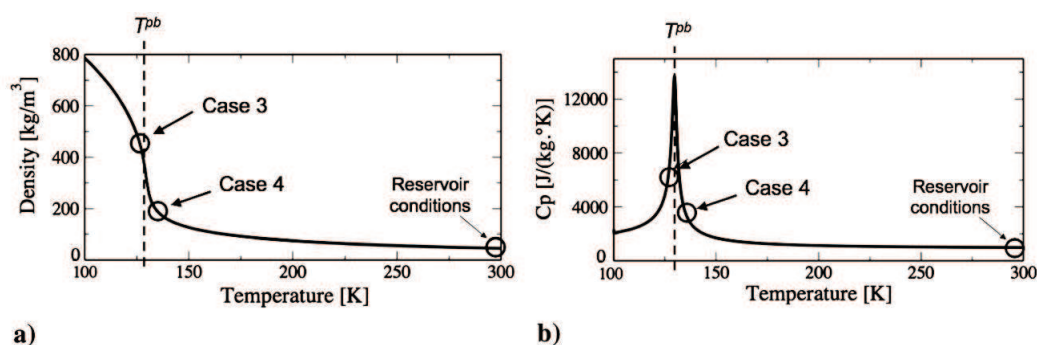 T^pb
800
600
400
200
0
Density [kg/m³]
Case 3
Case 4
Reservoir
conditions
100 150 200 250 300
Temperature [K]
a)
T^pb
12000
8000
4000
0
Cp [J/(kg.°K)]
Case 3
Case 4
Reservoir
conditions
100 150 200 250 300
Temperature [K]
b)